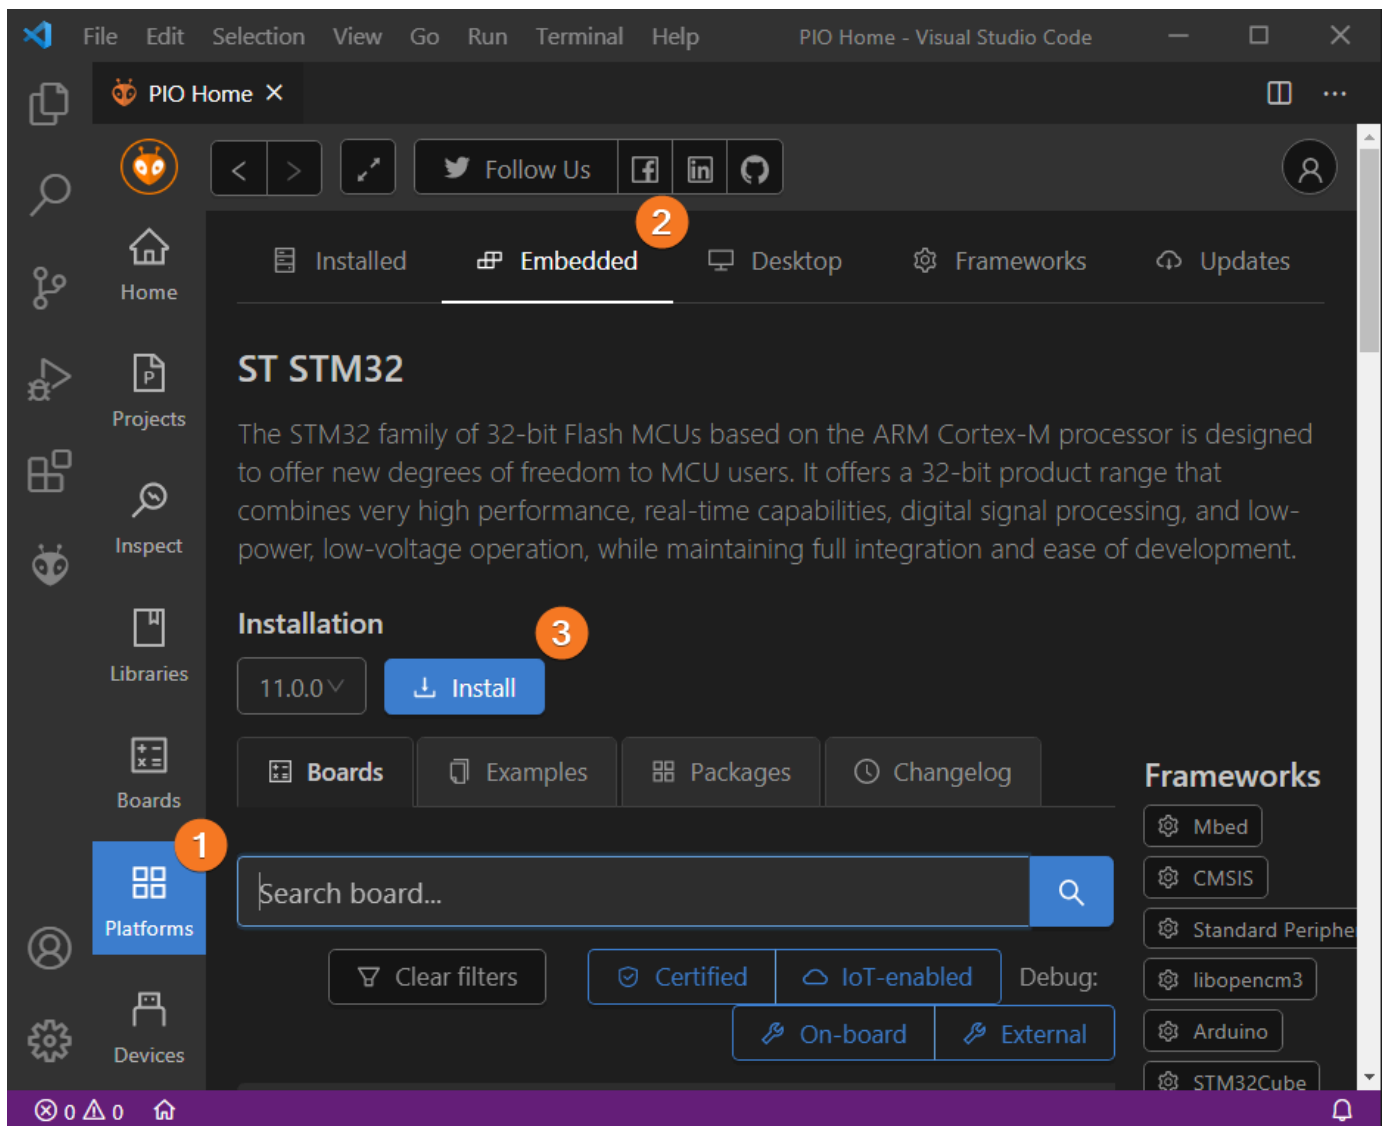 File Edit Selection View Go Run Terminal Help PIO Home - Visual Studio Code
PIO Home
Follow Us
2
Installed Embedded Desktop Frameworks Updates
Home
Projects
Inspect
Libraries
Boards
1
Platforms
Devices
ST STM32
The STM32 family of 32-bit Flash MCUs based on the ARM Cortex-M processor is designed
to offer new degrees of freedom to MCU users. It offers a 32-bit product range that
combines very high performance, real-time capabilities, digital signal processing, and low-
power, low-voltage operation, while maintaining full integration and ease of development.
Installation
3
11.0.0 Install
Boards Examples Packages Changelog
Search board...
Clear filters Certified IoT-enabled Debug:
On-board External
Frameworks
Mbed
CMSIS
Standard Periphe
libopencm3
Arduino
STM32Cube
0 0